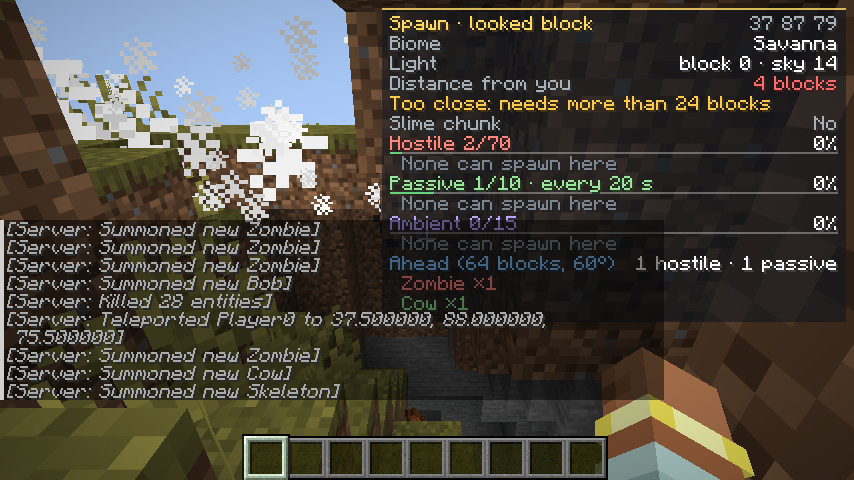 Spawn · looked block 37 87 79
Biome Savanna
Light block 0 · sky 14
Distance from you 4 blocks
Too close: needs more than 24 blocks
Slime chunk No
Hostile 2/70 0%
None can spawn here
Passive 1/10 · every 20 s 0%
None can spawn here
Ambient 0/15 0%
None can spawn here
Ahead (64 blocks, 60°) 1 hostile · 1 passive
Zombie ×1
Cow ×1
[Server: Summoned new Zombie]
[Server: Summoned new Zombie]
[Server: Summoned new Zombie]
[Server: Summoned new Bob]
[Server: Killed 29 entities]
[Server: Teleported Player0 to 37.500000, 88.000000,
75.500000]
[Server: Summoned new Zombie]
[Server: Summoned new Cow]
[Server: Summoned new Skeleton]